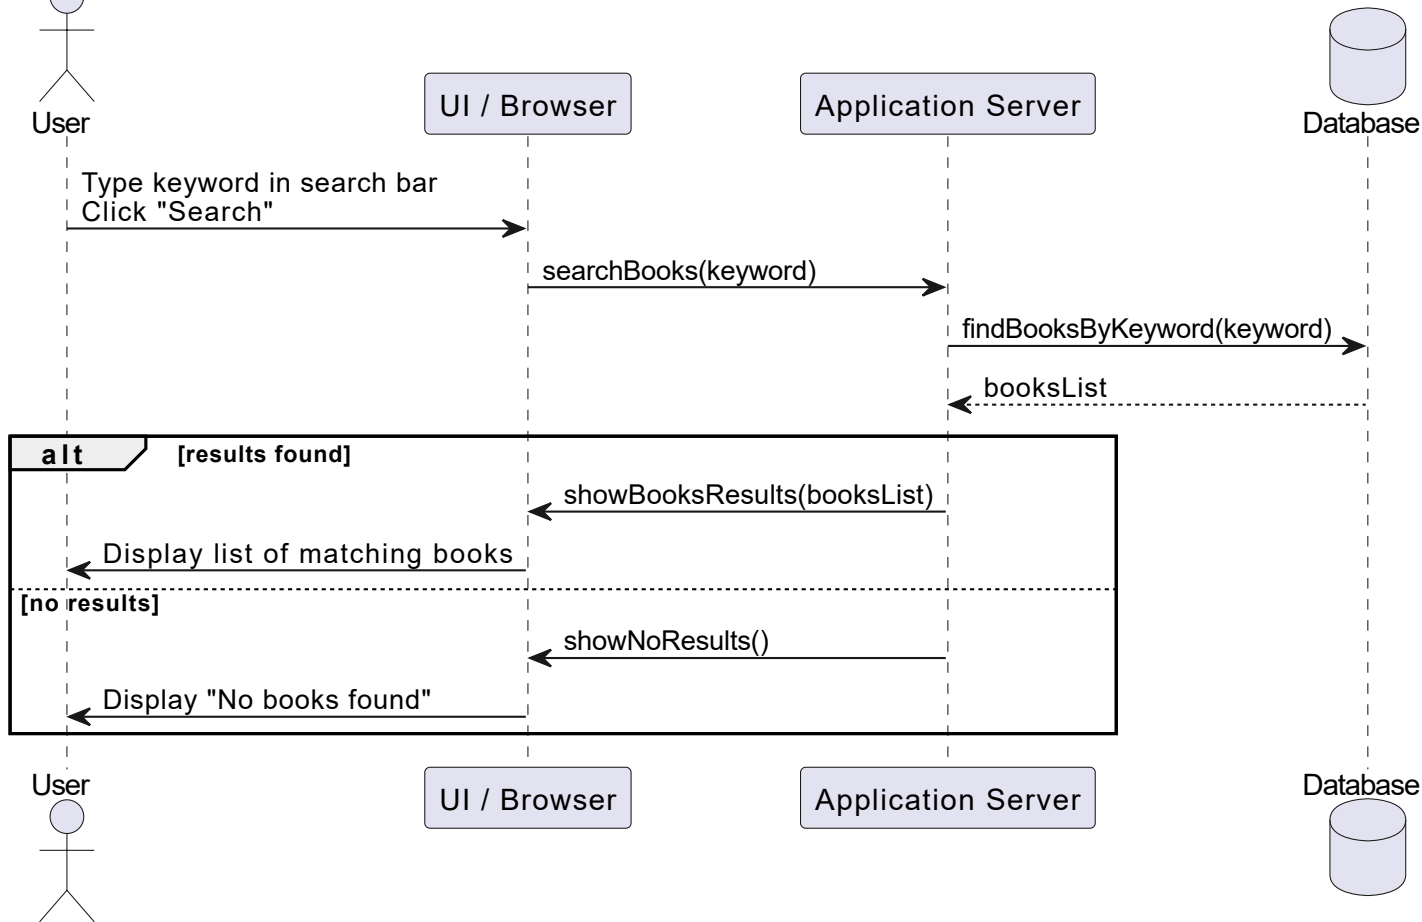 User
UI / Browser
Application Server
Database
Type keyword in search bar
Click "Search"
searchBooks(keyword)
findBooksByKeyword(keyword)
booksList
alt
[results found]
showBooksResults(booksList)
Display list of matching books
[no results]
showNoResults()
Display "No books found"
User
UI / Browser
Application Server
Database